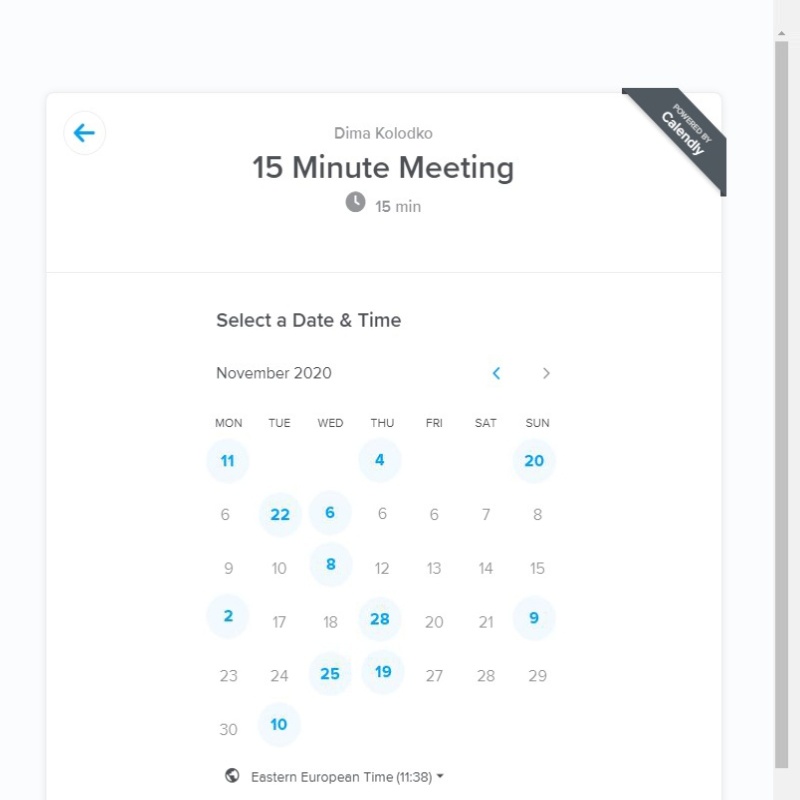 POWERED BY
Calendly
Dima Kolodko
15 Minute Meeting
15 min
Select a Date & Time
November 2020
MON TUE WED THU FRI SAT SUN
11 4 20
6 22 6 6 6 7 8
9 10 8 12 13 14 15
2 17 18 28 20 21 9
23 24 25 19 27 28 29
30 10
Eastern European Time (11:38)